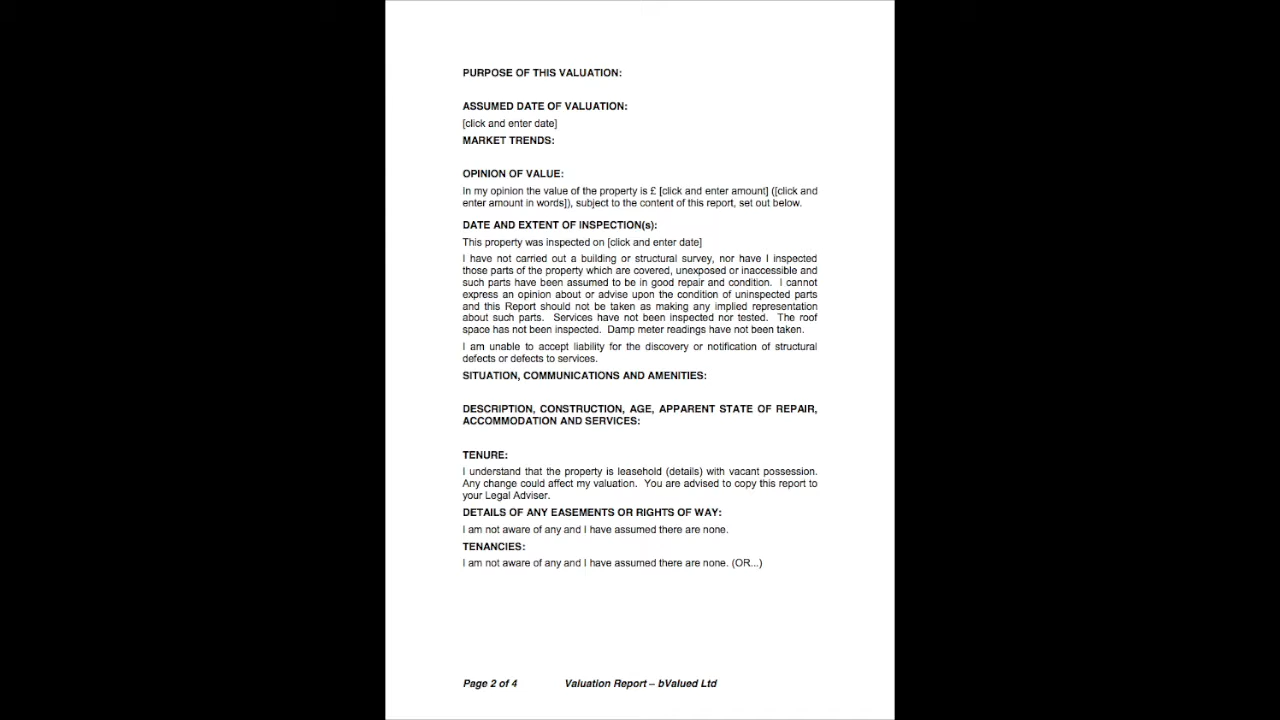 PURPOSE OF THIS VALUATION:
ASSUMED DATE OF VALUATION:
[click and enter date]
MARKET TRENDS:
OPINION OF VALUE:
In my opinion the value of the property is £ [click and enter amount] ([click and
enter amount in words]), subject to the content of this report, set out below.
DATE AND EXTENT OF INSPECTION(s):
This property was inspected on [click and enter date]
I have not carried out a building or structural survey, nor have I inspected
those parts of the property which are covered, unexposed or inaccessible and
such parts have been assumed to be in good repair and condition. I cannot
express an opinion about or advise upon the condition of uninspected parts
and this Report should not be taken as making any implied representation
about such parts. Services have not been inspected nor tested. The roof
space has not been inspected. Damp meter readings have not been taken.
I am unable to accept liability for the discovery or notification of structural
defects or defects to services.
SITUATION, COMMUNICATIONS AND AMENITIES:
DESCRIPTION, CONSTRUCTION, AGE, APPARENT STATE OF REPAIR,
ACCOMMODATION AND SERVICES:
TENURE:
I understand that the property is leasehold (details) with vacant possession.
Any change could affect my valuation. You are advised to copy this report to
your Legal Adviser.
DETAILS OF ANY EASEMENTS OR RIGHTS OF WAY:
I am not aware of any and I have assumed there are none.
TENANCIES:
I am not aware of any and I have assumed there are none. (OR...)
Page 2 of 4 Valuation Report – bValued Ltd